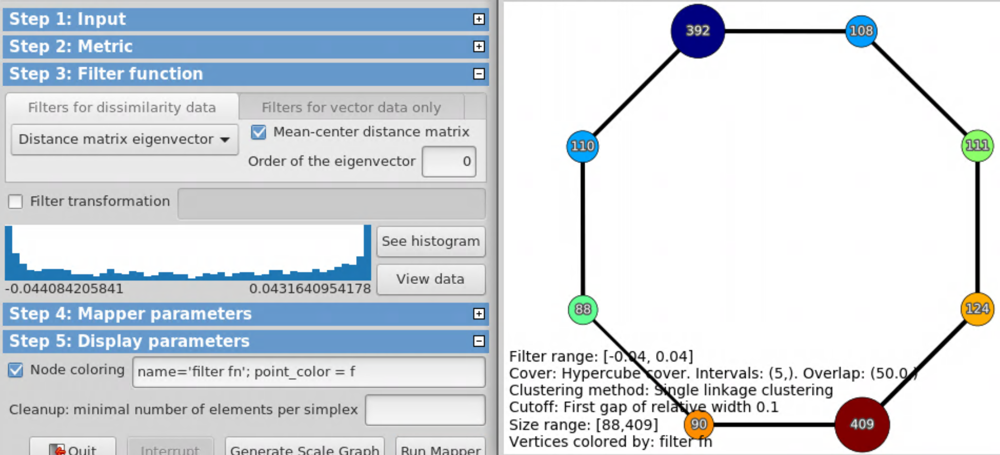 Step 1: Input
Step 2: Metric
Step 3: Filter function
Filters for dissimilarity data
Filters for vector data only
Distance matrix eigenvector
Mean-center distance matrix
Order of the eigenvector
0
Filter transformation
See histogram
View data
-0.044084205841
0.0431640954178
Step 4: Mapper parameters
Step 5: Display parameters
Node coloring
name='filter fn'; point_color = f
Cleanup: minimal number of elements per simplex
Quit
Interrupt
Generate Scale Graph
Run Mapper
392
108
110
111
88
124
90
409
Filter range: [-0.04, 0.04]
Cover: Hypercube cover. Intervals: (5,). Overlap: (50.0,)
Clustering method: Single linkage clustering
Cutoff: First gap of relative width 0.1
Size range: [88,409]
Vertices colored by: filter fn